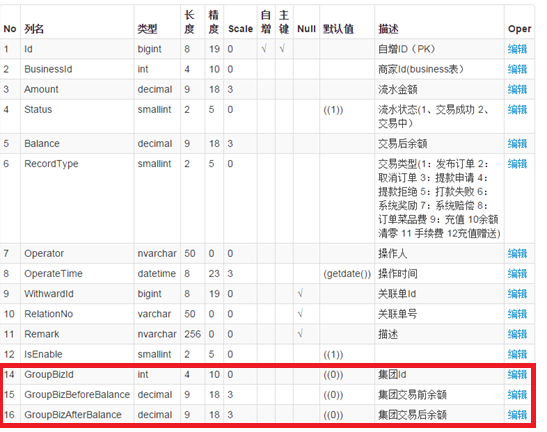 No 列名 类型 长度 精度 Scale 自增 主键 Null 默认值 描述 Oper
1 Id bigint 8 19 0 √ √ 自增ID（PK） 编辑
2 BusinessId int 4 10 0 商家Id(business表） 编辑
3 Amount decimal 9 18 3 流水金额 编辑
4 Status smallint 2 5 0 ((1)) 流水状态(1、交易成功 2、
交易中） 编辑
5 Balance decimal 9 18 3 交易后余额 编辑
6 RecordType smallint 2 5 0 交易类型(1：发布订单 2：
取消订单 3：提款申请 4：
提款拒绝 5：打款失败 6：
系统奖励 7：系统赔偿 8：
订单菜品费 9：充值 10余额
清零 11 手续费 12充值赠送) 编辑
7 Operator nvarchar 50 0 0 操作人 编辑
8 OperateTime datetime 8 23 3 (getdate()) 操作时间 编辑
9 WithwardId bigint 8 19 0 √ 关联单Id 编辑
10 RelationNo varchar 50 0 0 √ 关联单号 编辑
11 Remark nvarchar 256 0 0 √ 描述 编辑
12 IsEnable smallint 2 5 0 ((1)) 编辑
14 GroupBizId int 4 10 0 ((0)) 集团Id 编辑
15 GroupBizBeforeBalance decimal 9 18 3 ((0)) 集团交易前余额 编辑
16 GroupBizAfterBalance decimal 9 18 3 ((0)) 集团交易后余额 编辑